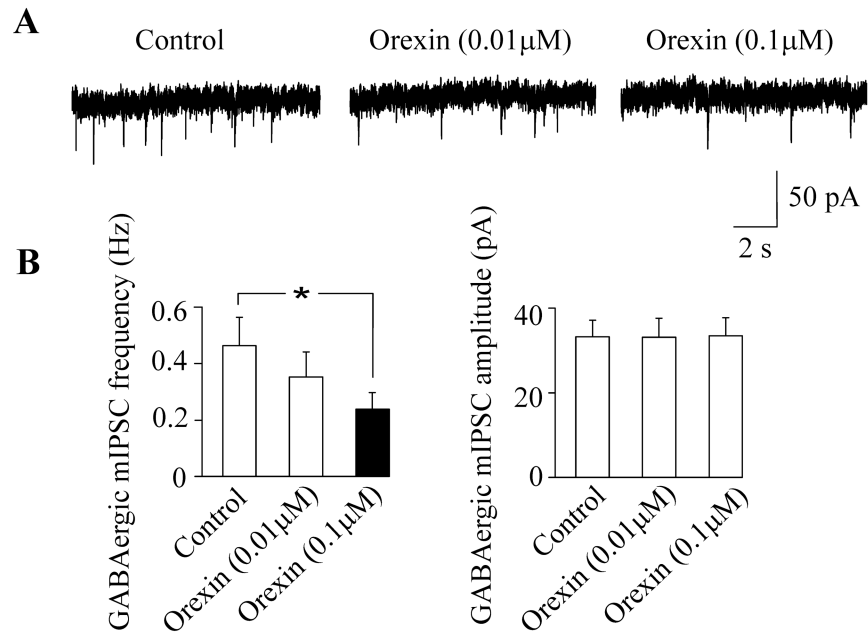 A
Control
Orexin (0.01μM)
Orexin (0.1μM)
50 pA
2 s
B
GABAergic mIPSC frequency (Hz)
0.6
0.4
0.2
0
*
Control
Orexin (0.01μM)
Orexin (0.1μM)
GABAergic mIPSC amplitude (pA)
40
20
0
Control
Orexin (0.01μM)
Orexin (0.1μM)